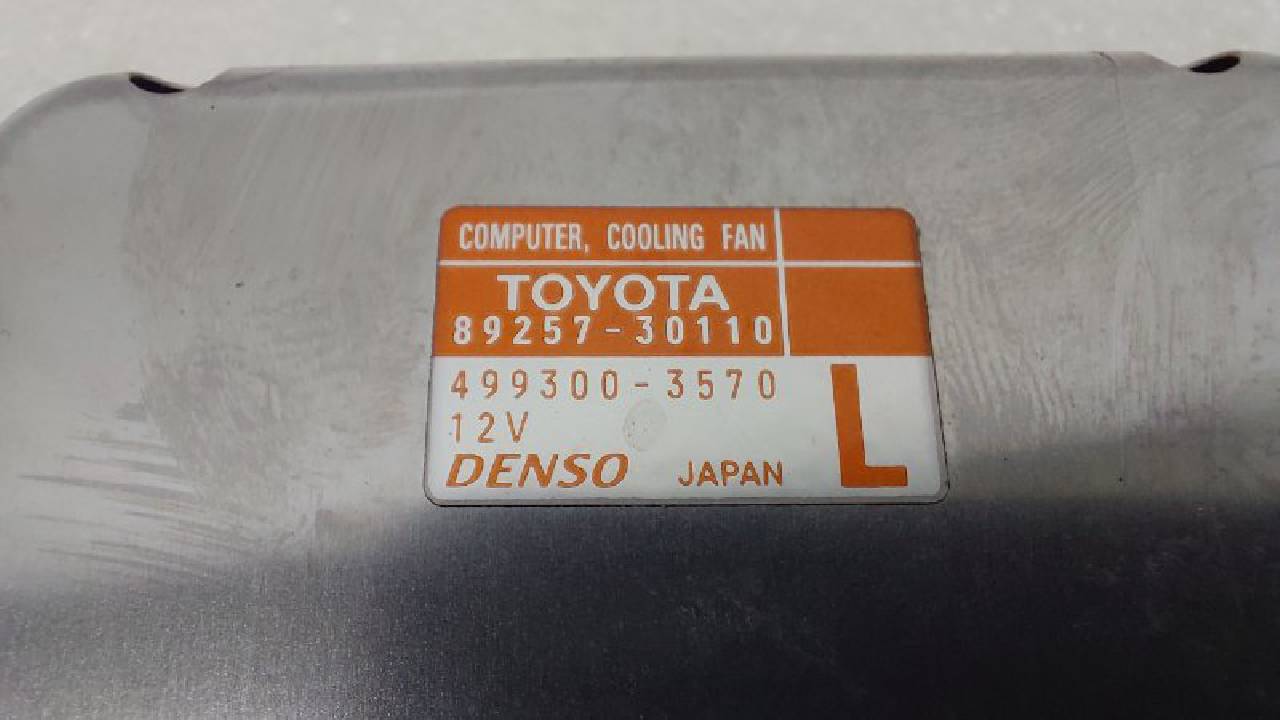 COMPUTER, COOLING FAN
TOYOTA
89257-30110
499300-3570
12V
DENSO JAPAN
L